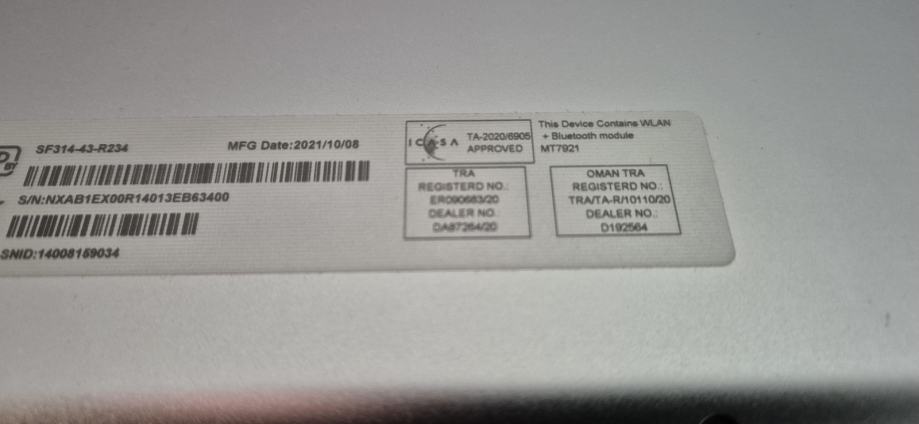 SF314-43-R234
MFG Date:2021/10/08
S/N:NXAB1EX00R14013EB63400
SNID:14008159034
ICASA
TA-2020/6905
APPROVED
This Device Contains WLAN
+ Bluetooth module
MT7921
TRA
REGISTERD NO.:
ER090683/20
DEALER NO.:
DA87264/20
OMAN TRA
REGISTERD NO.:
TRA/TA-R/10110/20
DEALER NO.:
D192564